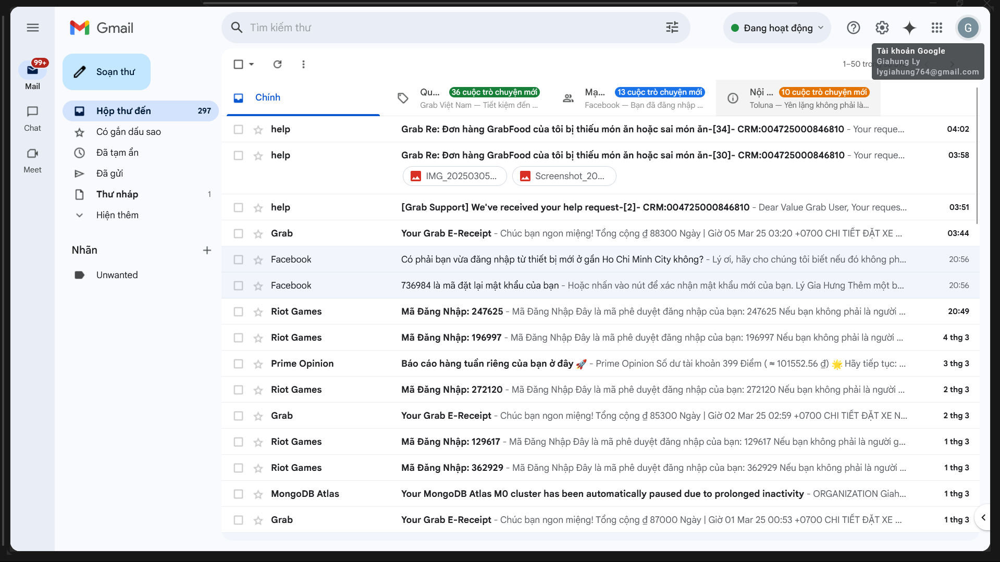 Gmail
Tìm kiếm thư
Đang hoạt động
G
Tài khoản Google
Giahung Ly
lygiahung764@gmail.com
99+
Mail
Chat
Meet
Soạn thư
Hộp thư đến 297
Có gắn dấu sao
Đã tạm ẩn
Đã gửi
Thư nháp 1
Hiện thêm
Nhãn
Unwanted
1–50
Chính
Qu... 36 cuộc trò chuyện mới
Grab Việt Nam — Tiết kiệm đến ...
Mạ... 13 cuộc trò chuyện mới
Facebook — Bạn đã đăng nhập ...
Nội ... 10 cuộc trò chuyện mới
Toluna — Yên lặng không phải là...
help Grab Re: Đơn hàng GrabFood của tôi bị thiếu món ăn hoặc sai món ăn-[34]- CRM:004725000846810 - Your reque... 04:02
help Grab Re: Đơn hàng GrabFood của tôi bị thiếu món ăn hoặc sai món ăn-[30]- CRM:004725000846810 - Your reque... 03:58
IMG_20250305... Screenshot_20...
help [Grab Support] We've received your help request-[2]- CRM:004725000846810 - Dear Value Grab User, Your reques... 03:51
Grab Your Grab E-Receipt - Chúc bạn ngon miệng! Tổng cộng ₫ 88300 Ngày | Giờ 05 Mar 25 03:20 +0700 CHI TIẾT ĐẶT XE ... 03:44
Facebook Có phải bạn vừa đăng nhập từ thiết bị mới ở gần Ho Chi Minh City không? - Lý ơi, hãy cho chúng tôi biết nếu đó không ph... 20:56
Facebook 736984 là mã đặt lại mật khẩu của bạn - Hoặc nhấn vào nút để xác nhận mật khẩu mới của bạn. Lý Gia Hưng Thêm một b... 20:56
Riot Games Mã Đăng Nhập: 247625 - Mã Đăng Nhập Đây là mã phê duyệt đăng nhập của bạn: 247625 Nếu bạn không phải là người ... 20:49
Riot Games Mã Đăng Nhập: 196997 - Mã Đăng Nhập Đây là mã phê duyệt đăng nhập của bạn: 196997 Nếu bạn không phải là người ... 4 thg 3
Prime Opinion Báo cáo hàng tuần riêng của bạn ở đây 🚀 - Prime Opinion Số dư tài khoản 399 Điểm ( ≈ 101552.56 ₫) 🌟 Hãy tiếp tục: ... 3 thg 3
Riot Games Mã Đăng Nhập: 272120 - Mã Đăng Nhập Đây là mã phê duyệt đăng nhập của bạn: 272120 Nếu bạn không phải là người ... 2 thg 3
Grab Your Grab E-Receipt - Chúc bạn ngon miệng! Tổng cộng ₫ 85300 Ngày | Giờ 02 Mar 25 02:59 +0700 CHI TIẾT ĐẶT XE N... 2 thg 3
Riot Games Mã Đăng Nhập: 129617 - Mã Đăng Nhập Đây là mã phê duyệt đăng nhập của bạn: 129617 Nếu bạn không phải là người g... 1 thg 3
Riot Games Mã Đăng Nhập: 362929 - Mã Đăng Nhập Đây là mã phê duyệt đăng nhập của bạn: 362929 Nếu bạn không phải là người ... 1 thg 3
MongoDB Atlas Your MongoDB Atlas M0 cluster has been automatically paused due to prolonged inactivity - ORGANIZATION Giah... 1 thg 3
Grab Your Grab E-Receipt - Chúc bạn ngon miệng! Tổng cộng ₫ 87000 Ngày | Giờ 01 Mar 25 00:53 +0700 CHI TIẾT ĐẶT XE ... 1 thg 3